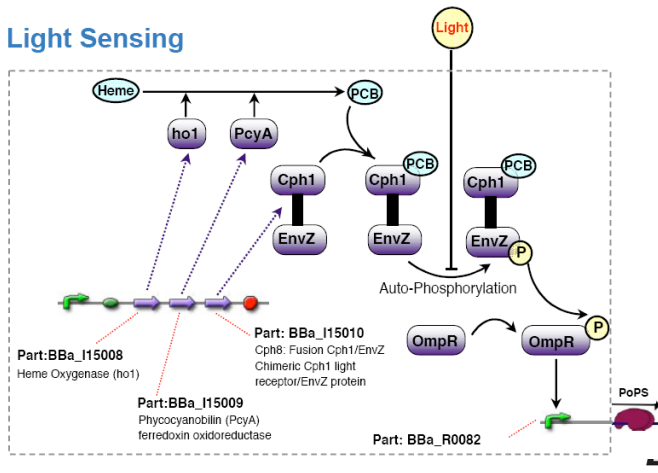 Light Sensing
Light
Heme
PCB
ho1
PcyA
Cph1
EnvZ
Cph1
PCB
EnvZ
Cph1
PCB
EnvZ
P
Auto-Phosphorylation
OmpR
OmpR
P
Part:BBa_I15008
Heme Oxygenase (ho1)
Part:BBa_I15009
Phycocyanobilin (PcyA)
ferredoxin oxidoreductase
Part: BBa_I15010
Cph8: Fusion Cph1/EnvZ
Chimeric Cph1 light
receptor/EnvZ protein
Part: BBa_R0082
PoPS